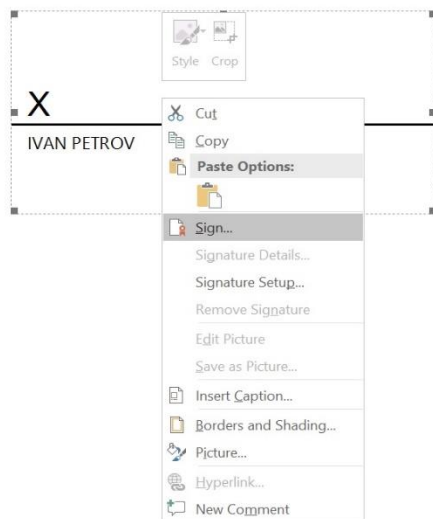 Style Crop
X
IVAN PETROV
Cut
Copy
Paste Options:
Sign...
Signature Details...
Signature Setup...
Remove Signature
Edit Picture
Save as Picture...
Insert Caption...
Borders and Shading...
Picture...
Hyperlink...
New Comment